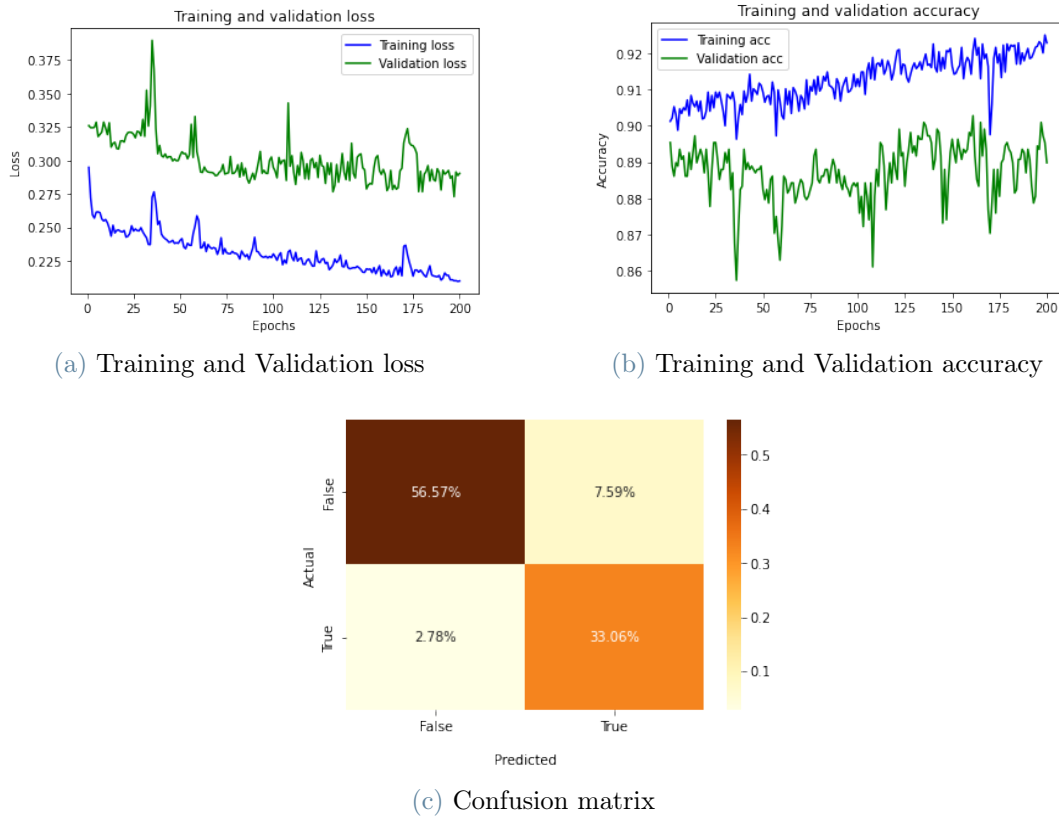 Training and validation loss
Training loss
Validation loss
0.375
0.350
0.325
0.300
0.275
0.250
0.225
Loss
0 25 50 75 100 125 150 175 200
Epochs
(a) Training and Validation loss
Training and validation accuracy
Training acc
Validation acc
0.92
0.91
0.90
0.89
0.88
0.87
0.86
Accuracy
0 25 50 75 100 125 150 175 200
Epochs
(b) Training and Validation accuracy
False
56.57% 7.59%
Actual
True
2.78% 33.06%
False True
Predicted
0.5
0.4
0.3
0.2
0.1
(c) Confusion matrix